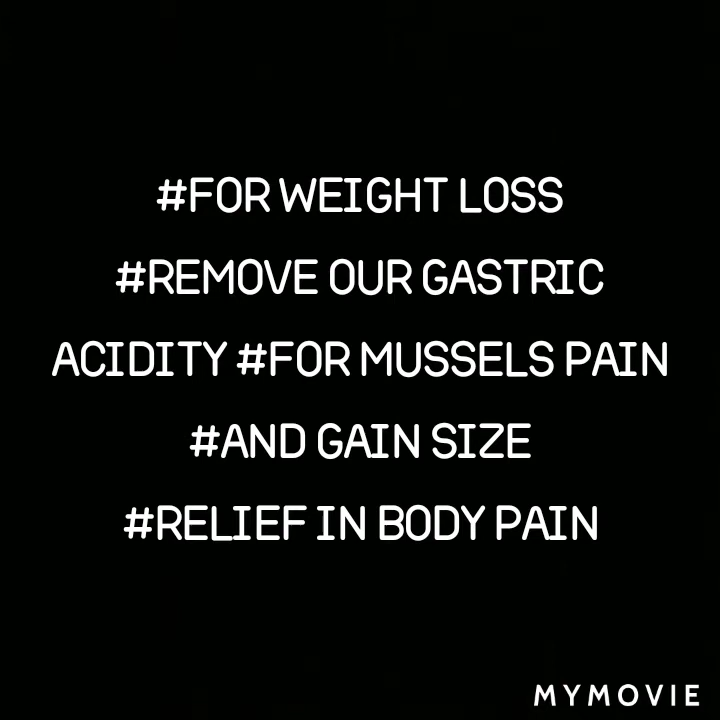 #FOR WEIGHT LOSS
#REMOVE OUR GASTRIC
ACIDITY #FOR MUSSELS PAIN
#AND GAIN SIZE
#RELIEF IN BODY PAIN
MYMOVIE